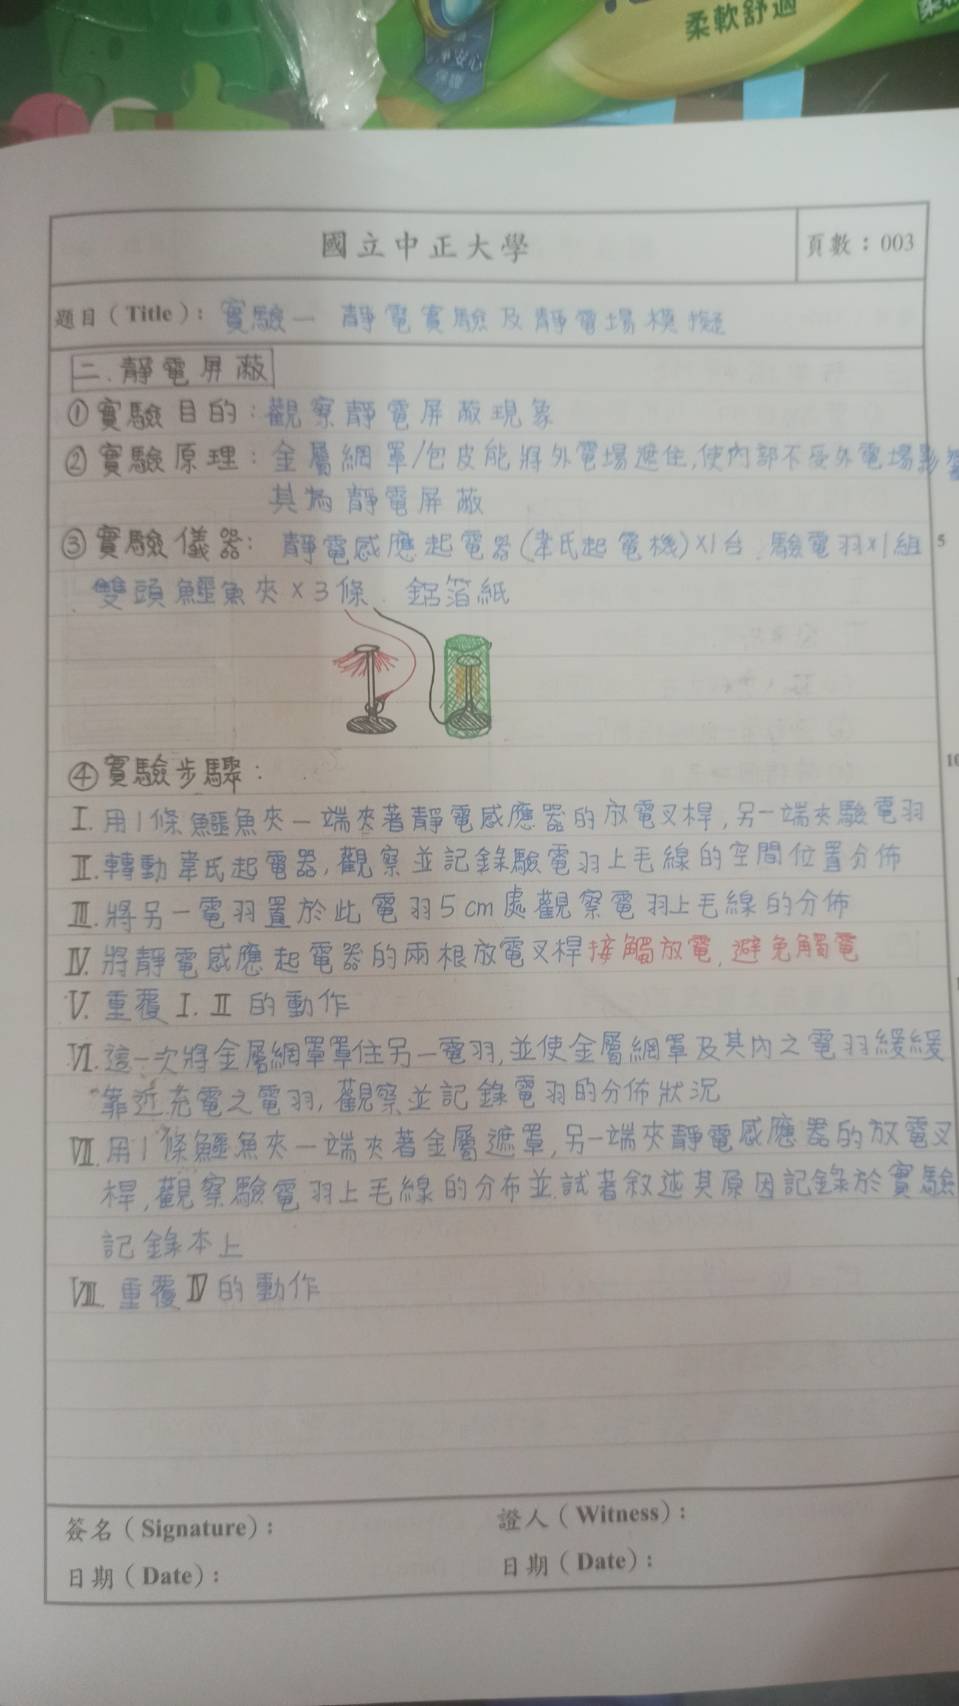 柔軟舒適
淨安心
保證
國立中正大學
頁數：003
題目（Title）：實驗一 靜電實驗及靜電場模擬
二.靜電屏蔽
①實驗目的：觀察靜電屏蔽現象
②實驗原理：金屬網罩/包皮能將外電場遮住,使內部不受外電場影響
其為靜電屏蔽
③實驗儀器：靜電感應起電器(韋氏起電機)×1台、驗電羽×1組 5
、雙頭鱷魚夾×3條、鋁箔紙
④實驗步驟：
10
I.用1條鱷魚夾一端夾著靜電感應器的放電叉桿,另一端夾驗電羽
II.轉動韋氏起電器,觀察並記錄驗電羽上毛線的空間位置分佈
III.將另一電羽置於此電羽5cm處觀察電羽上毛線的分佈
IV.將靜電感應起電器的兩根放電叉桿接觸放電,避免觸電
V.重覆I.II的動作
VI.這一次將金屬網罩罩住另一電羽,並使金屬網罩及其內之電羽緩緩
靠近充電之電羽,觀察並記錄電羽的分佈狀況
VII.用1條鱷魚夾一端夾著金屬遮罩,另一端夾靜電感應器的放電叉
桿,觀察驗電羽上毛線的分布並試著敘述其原因記錄於實驗
記錄本上
VIII.重覆IV的動作
簽名（Signature）：
證人（Witness）：
日期（Date）：
日期（Date）：